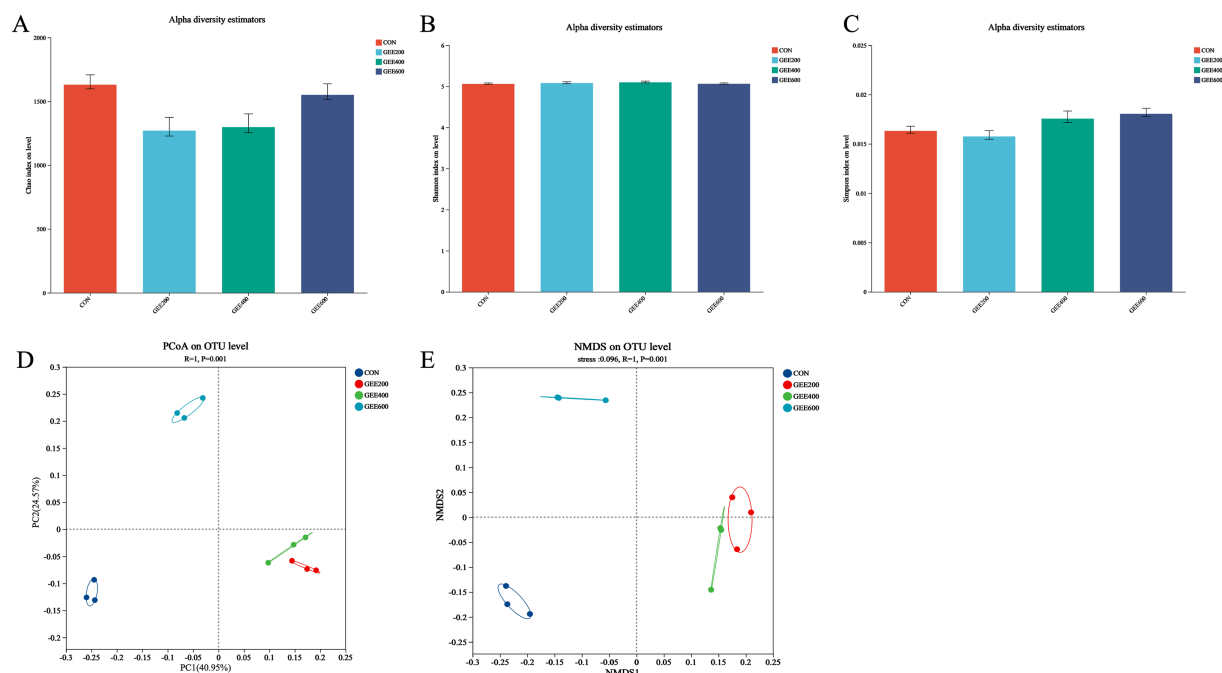 A
Alpha diversity estimators
CON
GEE200
GEE400
GEE600
2000
1500
1000
500
0
Chao index on level
CON
GEE200
GEE400
GEE600
B
Alpha diversity estimators
CON
GEE200
GEE400
GEE600
6
5
4
3
2
1
0
Shannon index on level
CON
GEE200
GEE400
GEE600
C
Alpha diversity estimators
CON
GEE200
GEE400
GEE600
0.025
0.02
0.015
0.01
0.005
0
Simpson index on level
CON
GEE200
GEE400
GEE600
D
PCoA on OTU level
R=1, P=0.001
CON
GEE200
GEE400
GEE600
0.3
0.25
0.2
0.15
0.1
0.05
0
-0.05
-0.1
-0.15
-0.2
PC2(24.57%)
-0.3 -0.25 -0.2 -0.15 -0.1 -0.05 0 0.05 0.1 0.15 0.2 0.25
PC1(40.95%)
E
NMDS on OTU level
stress :0.096, R=1, P=0.001
CON
GEE200
GEE400
GEE600
0.3
0.25
0.2
0.15
0.1
0.05
0
-0.05
-0.1
-0.15
-0.2
-0.25
NMDS2
-0.3 -0.25 -0.2 -0.15 -0.1 -0.05 0 0.05 0.1 0.15 0.2 0.25
NMDS1